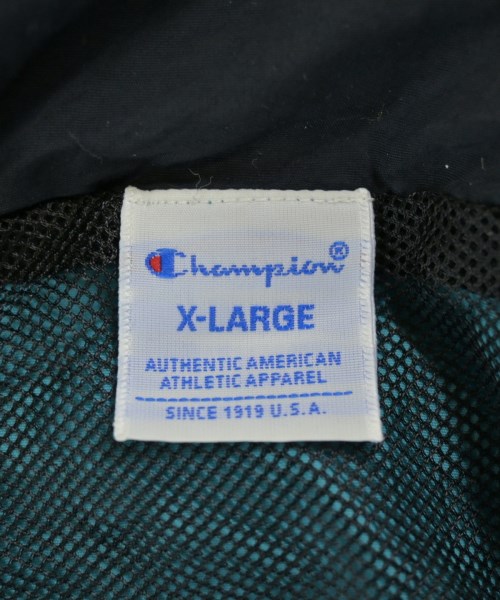 Champion®
X-LARGE
AUTHENTIC AMERICAN
ATHLETIC APPAREL
SINCE 1919 U.S.A.